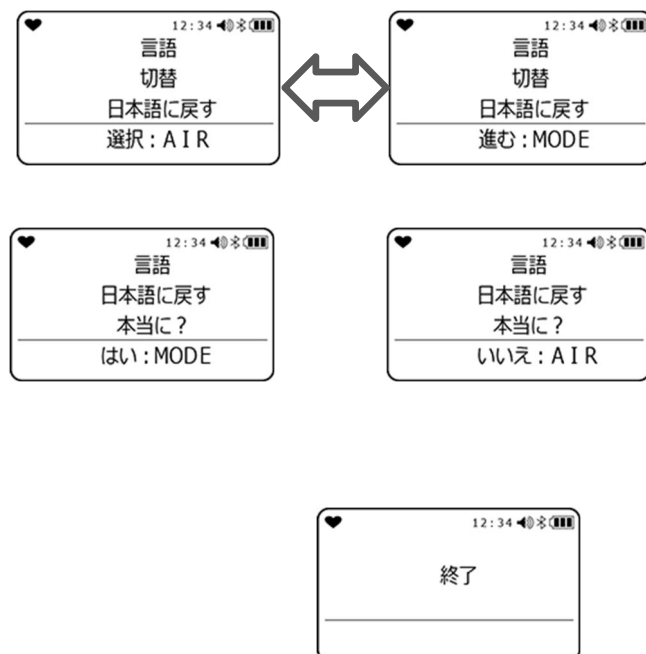 12:34
言語
切替
日本語に戻す
選択:AIR
12:34
言語
切替
日本語に戻す
進む:MODE
12:34
言語
日本語に戻す
本当に?
はい:MODE
12:34
言語
日本語に戻す
本当に?
いいえ:AIR
12:34
終了